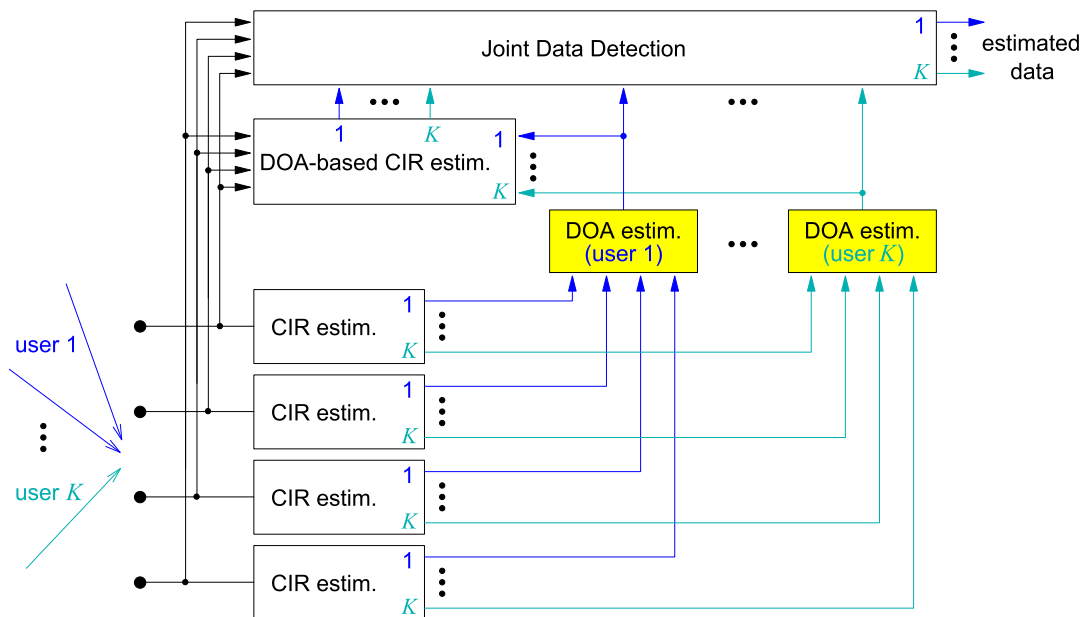 1
Joint Data Detection
estimated
data
K
1
K
1
DOA-based CIR estim.
K
DOA estim.
(user 1)
DOA estim.
(user K)
1
CIR estim.
K
user 1
1
CIR estim.
K
user K
1
CIR estim.
K
1
CIR estim.
K